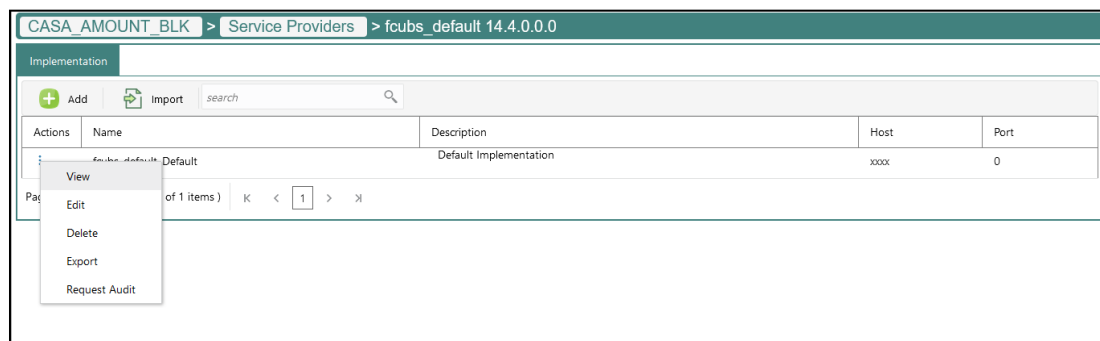 CASA_AMOUNT_BLK > Service Providers > fcubs_default 14.4.0.0.0
Implementation
Add Import search
Actions Name Description Host Port
fcubs_default_Default Default Implementation xxxx 0
View
of 1 items ) K < 1 > Ж
Edit
Delete
Export
Request Audit